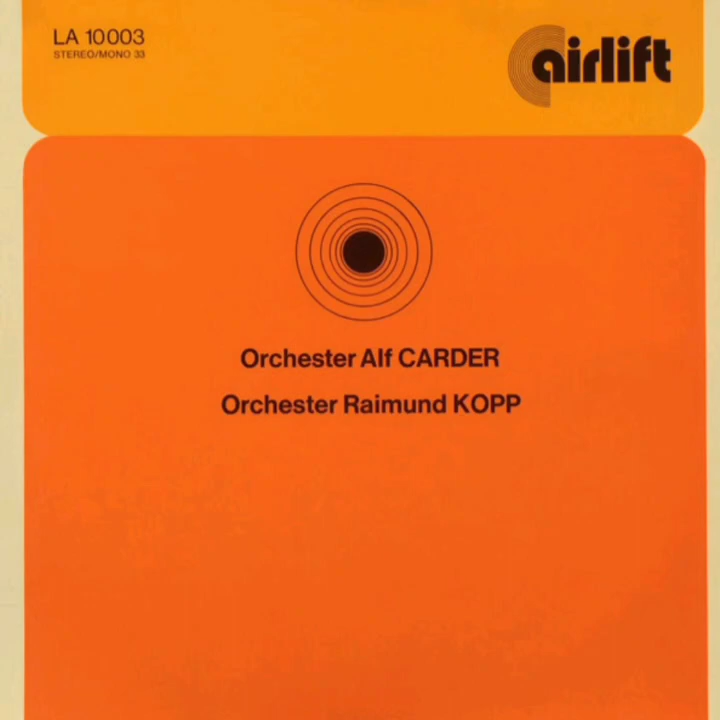 LA 10003
STEREO/MONO 33
airlift
Orchester Alf CARDER
Orchester Raimund KOPP